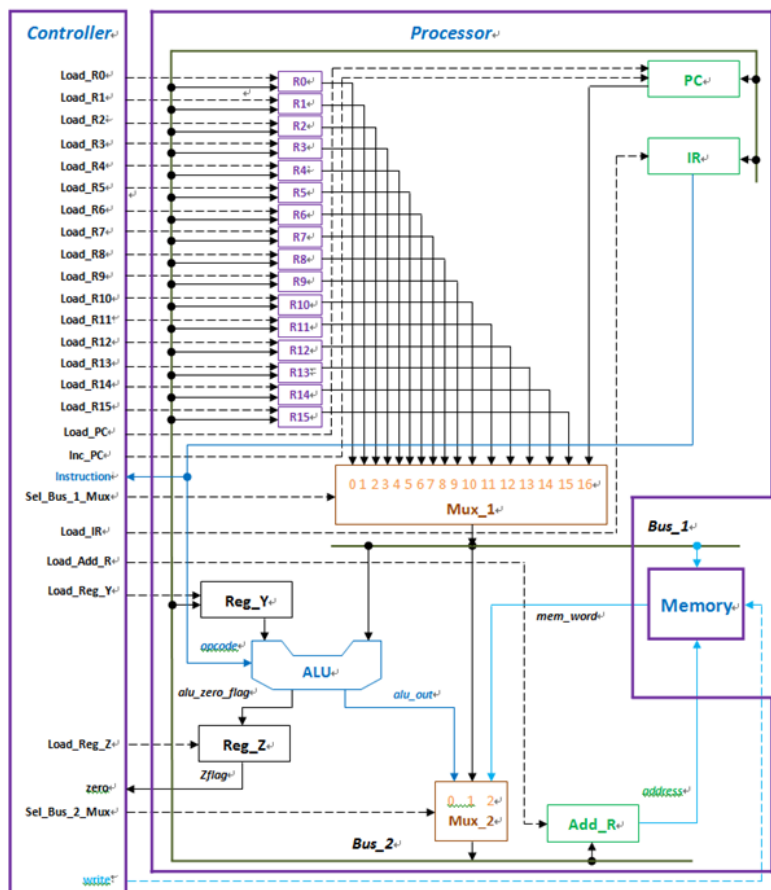 Controller
Processor
Load_R0
Load_R1
Load_R2
Load_R3
Load_R4
Load_R5
Load_R6
Load_R7
Load_R8
Load_R9
Load_R10
Load_R11
Load_R12
Load_R13
Load_R14
Load_R15
Load_PC
Inc_PC
Instruction
Sel_Bus_1_Mux
Load_IR
Load_Add_R
Load_Reg_Y
Load_Reg_Z
zero
Sel_Bus_2_Mux
write
R0
R1
R2
R3
R4
R5
R6
R7
R8
R9
R10
R11
R12
R13
R14
R15
PC
IR
0 1 2 3 4 5 6 7 8 9 10 11 12 13 14 15 16
Mux_1
Bus_1
Reg_Y
Memory
mem_word
opcode
ALU
alu_zero_flag
alu_out
Reg_Z
Zflag
0 1 2
Mux_2
address
Add_R
Bus_2